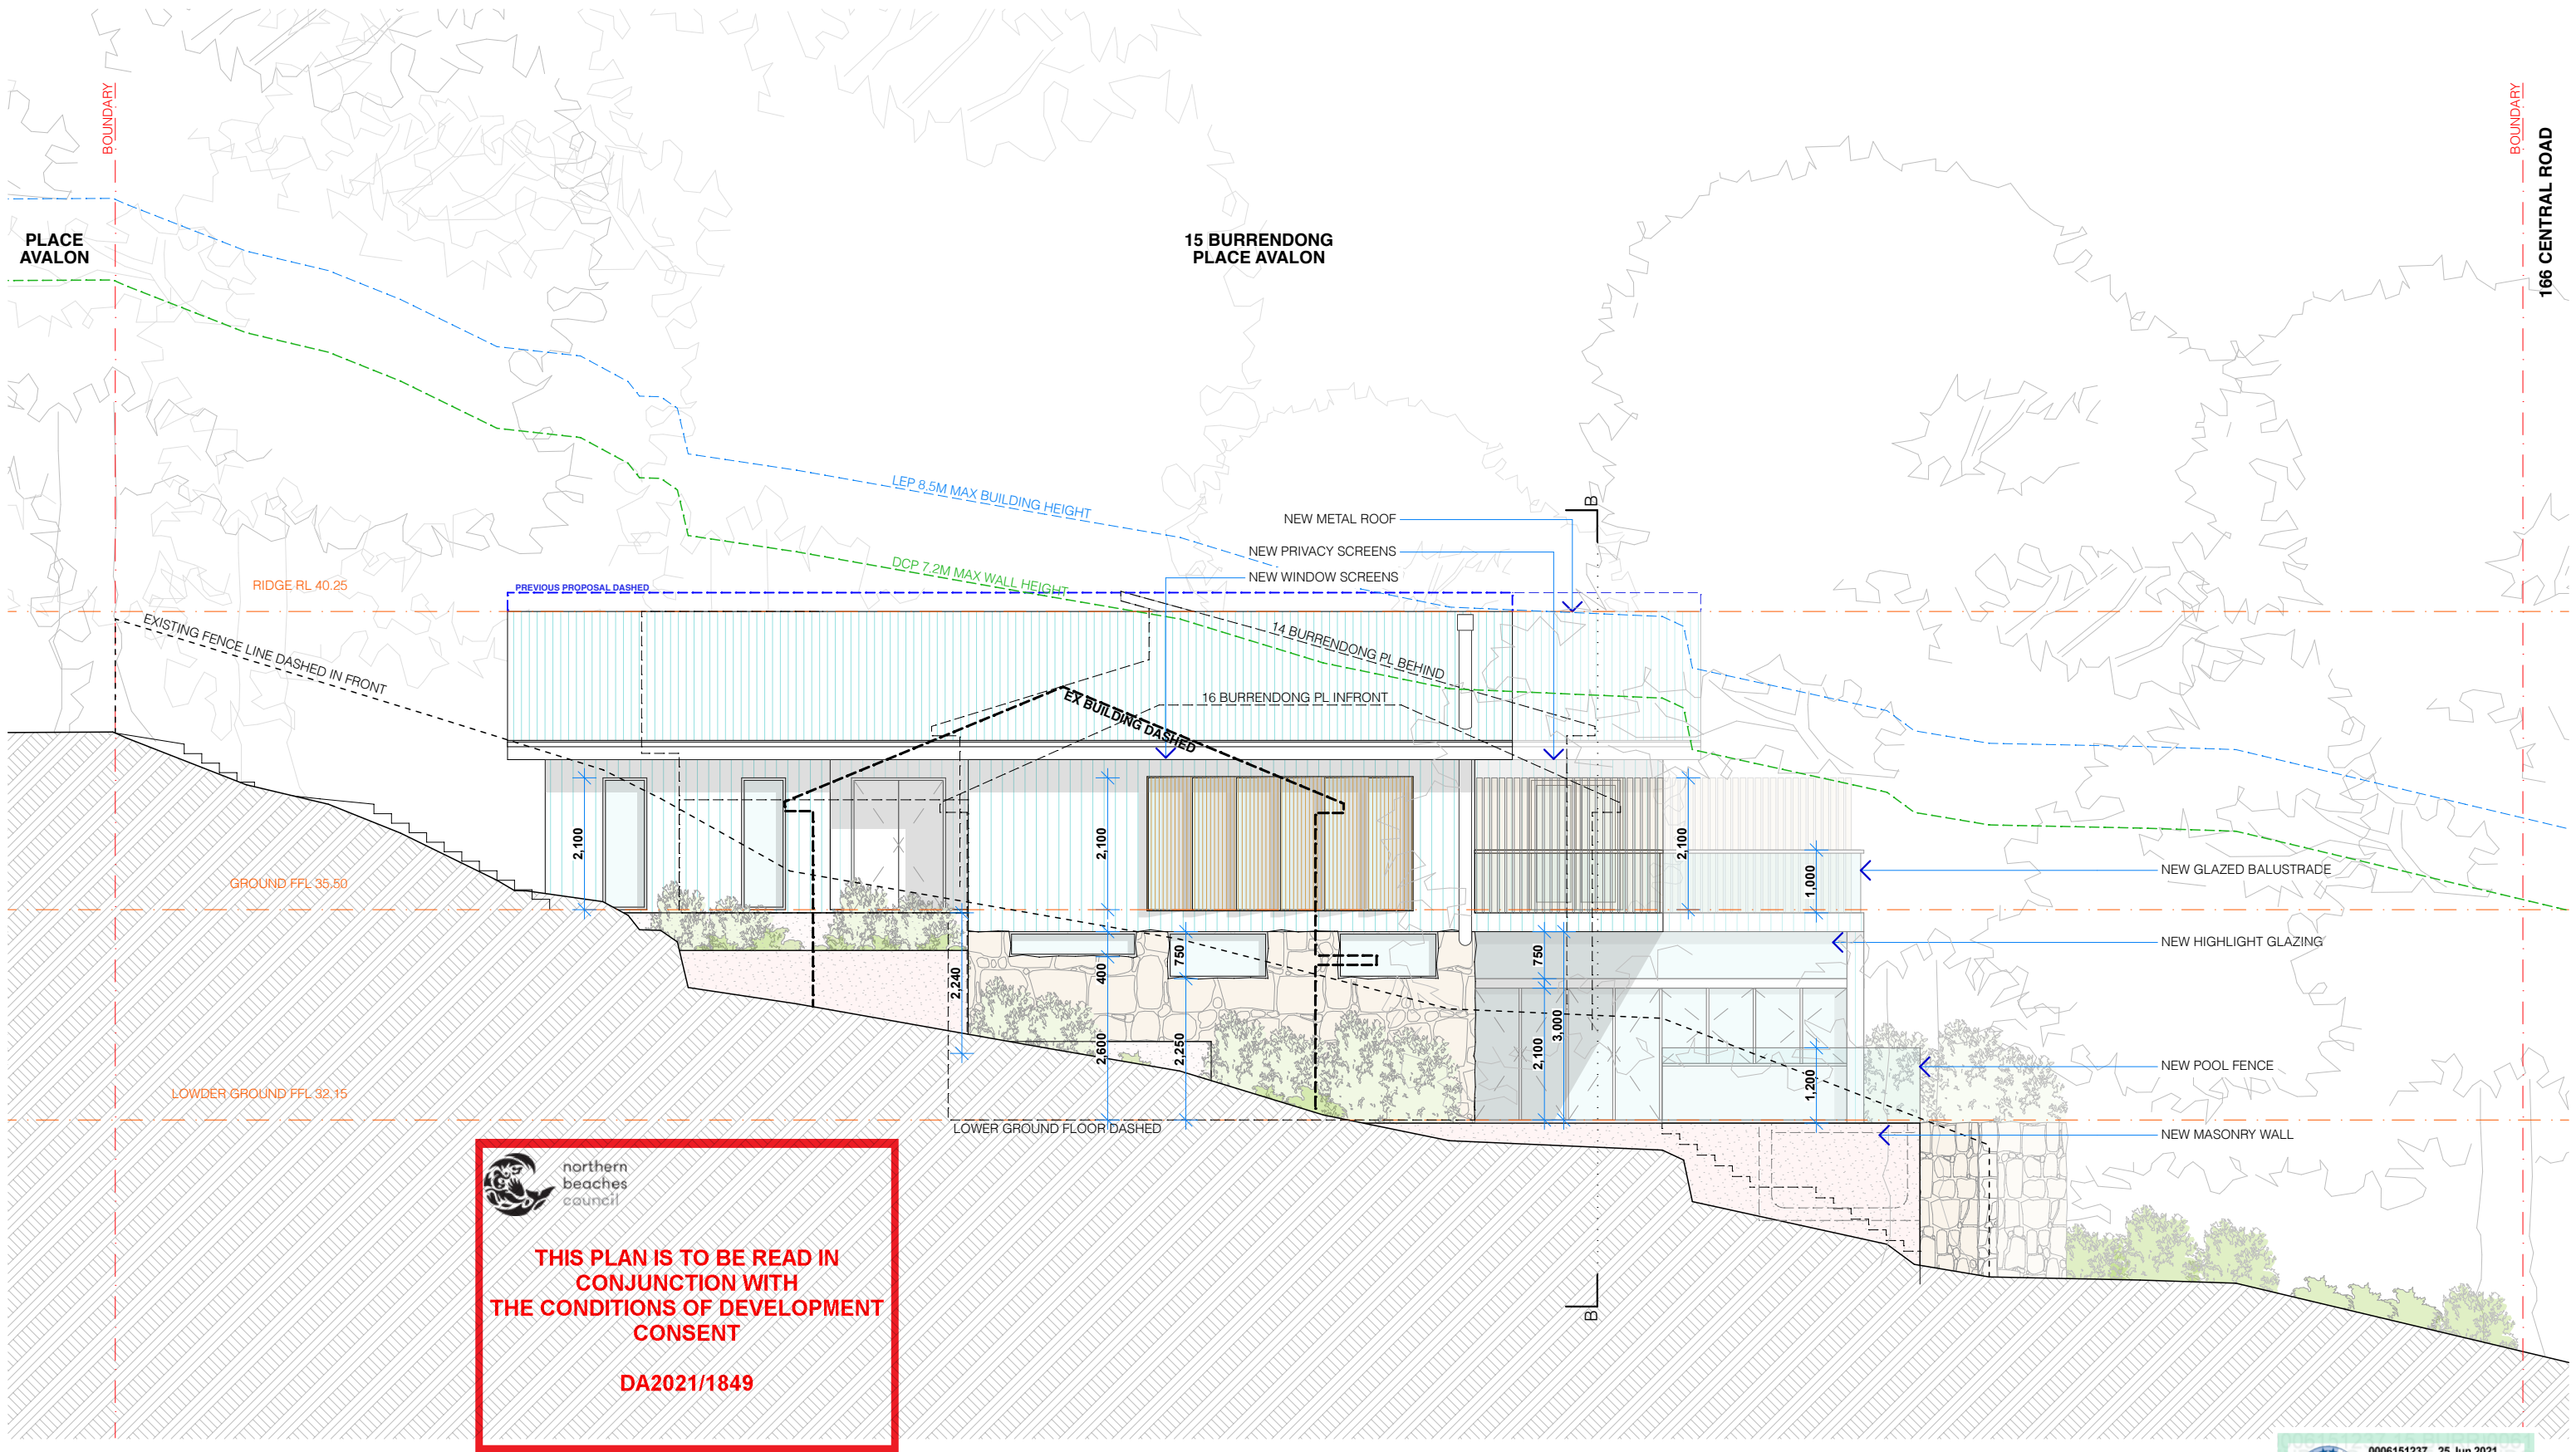 BOUNDARY
BOUNDARY
166 CENTRAL ROAD
PLACE
AVALON
15 BURRENDONG
PLACE AVALON
LEP 8.5M MAX BUILDING HEIGHT
B
NEW METAL ROOF
NEW PRIVACY SCREENS
DCP 7.2M MAX WALL HEIGHT
NEW WINDOW SCREENS
RIDGE RL 40.25
PREVIOUS PROPOSAL DASHED
EXISTING FENCE LINE DASHED IN FRONT
14 BURRENDONG PL BEHIND
16 BURRENDONG PL INFRONT
EX BUILDING DASHED
2,100
2,100
2,100
1,000
NEW GLAZED BALUSTRADE
GROUND FFL 35.50
NEW HIGHLIGHT GLAZING
2,240
400
750
750
3,000
2,600
2,250
2,100
1,200
NEW POOL FENCE
LOWDER GROUND FFL 32.15
LOWER GROUND FLOOR DASHED
NEW MASONRY WALL
northern
beaches
council
THIS PLAN IS TO BE READ IN
CONJUNCTION WITH
THE CONDITIONS OF DEVELOPMENT
CONSENT
DA2021/1849
B
0006151237 25 Jun 2021